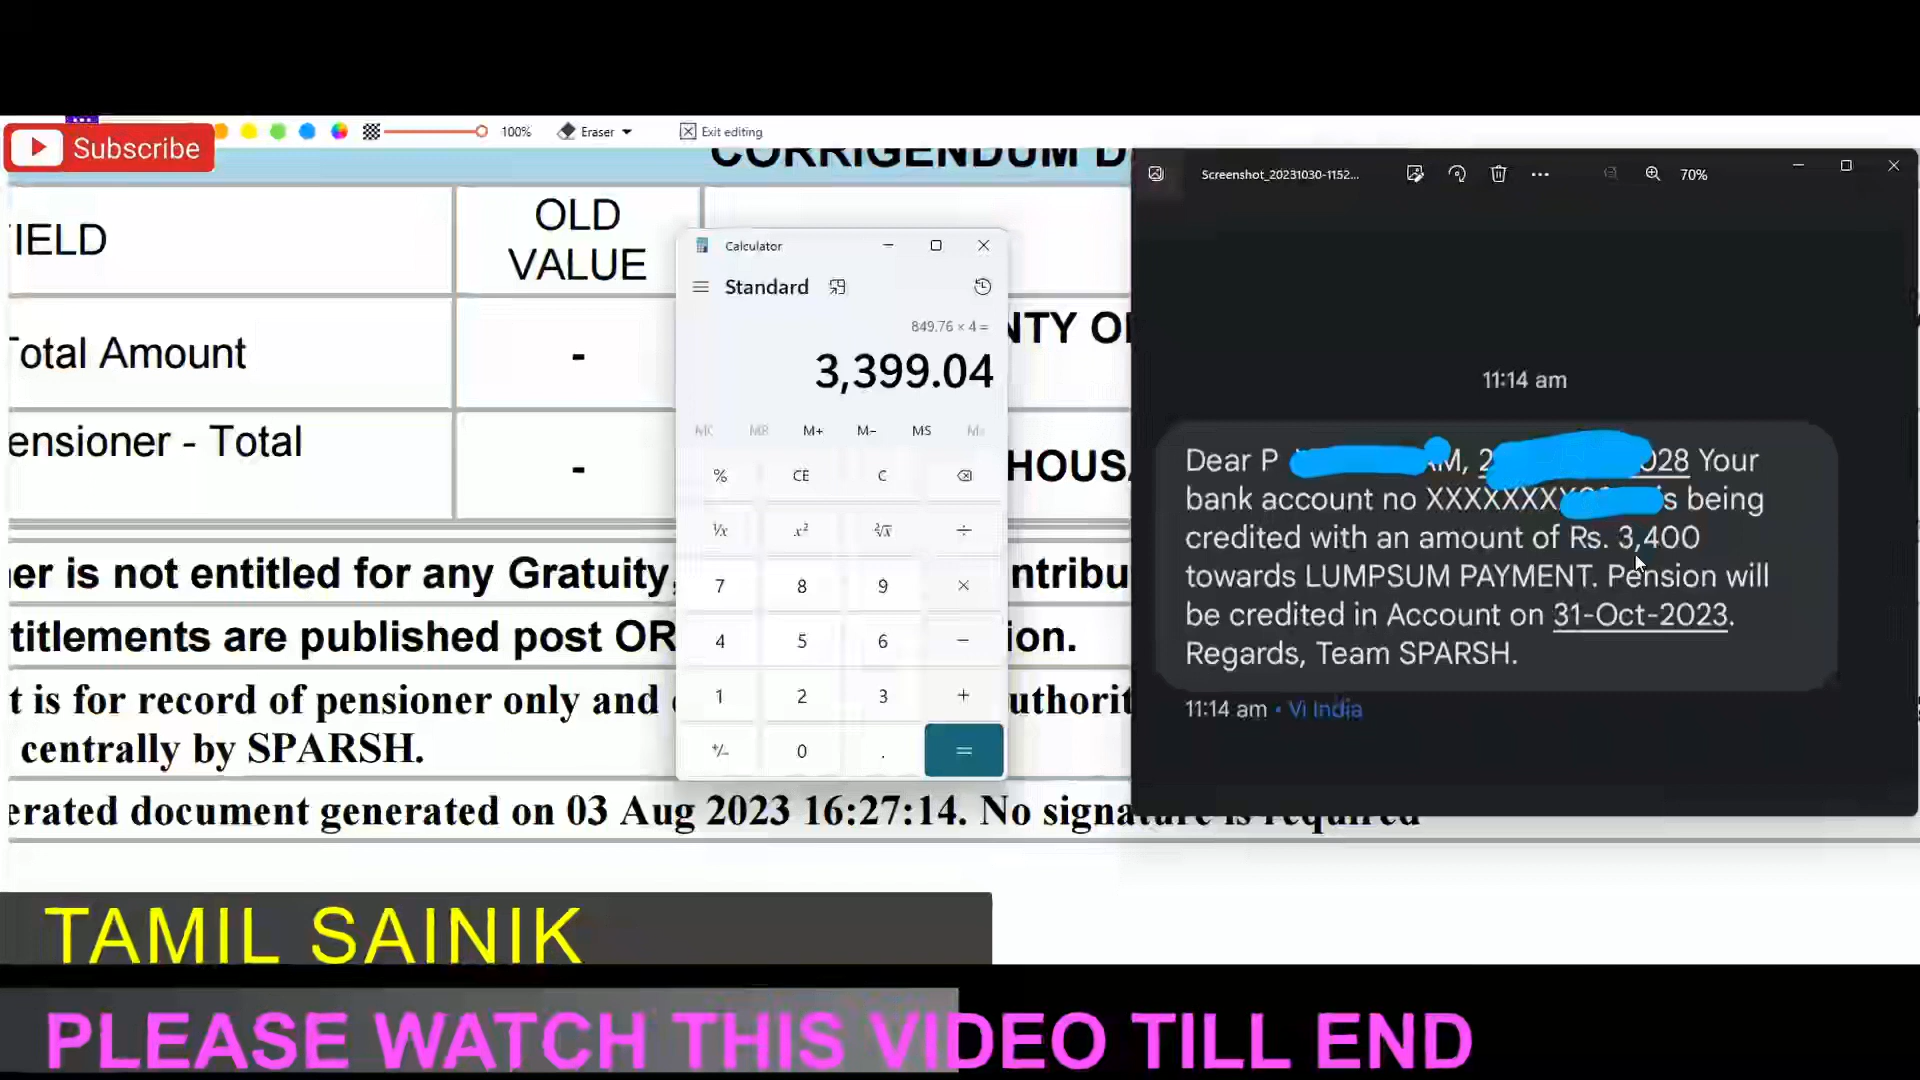 Subscribe
100%
Eraser
Exit editing
CORRIGENDUM D
IELD
OLD
VALUE
Total Amount
-
NTY O
ensioner - Total
-
HOUS
er is not entitled for any Gratuity,
ntribu
titlements are published post OR
ion.
t is for record of pensioner only and
uthorit
centrally by SPARSH.
erated document generated on 03 Aug 2023 16:27:14. No signature is required
Calculator
Standard
849.76 × 4 =
3,399.04
MC MR M+ M− MS M
% CE C
¹/x x² ²√x ÷
7 8 9 ×
4 5 6 −
1 2 3 +
+/− 0 . =
Screenshot_20231030-1152...
70%
11:14 am
Dear P AM, 2 028 Your
bank account no XXXXXXXX is being
credited with an amount of Rs. 3,400
towards LUMPSUM PAYMENT. Pension will
be credited in Account on 31-Oct-2023.
Regards, Team SPARSH.
11:14 am • Vi India
TAMIL SAINIK
PLEASE WATCH THIS VIDEO TILL END